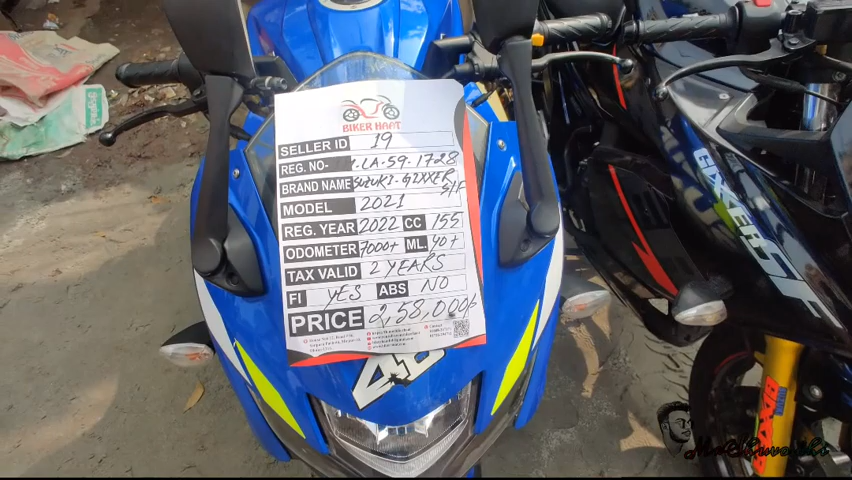 BIKER HAAT
SELLER ID 19
REG. NO- LA-59-1728
BRAND NAME SUZUKI-GIXXER S/F
MODEL 2021
REG. YEAR 2022 CC 155
ODOMETER 7000+ ML. 40+
TAX VALID 2 YEARS
FI YES ABS NO
PRICE 2,58,000/-
46
GIXXER SF